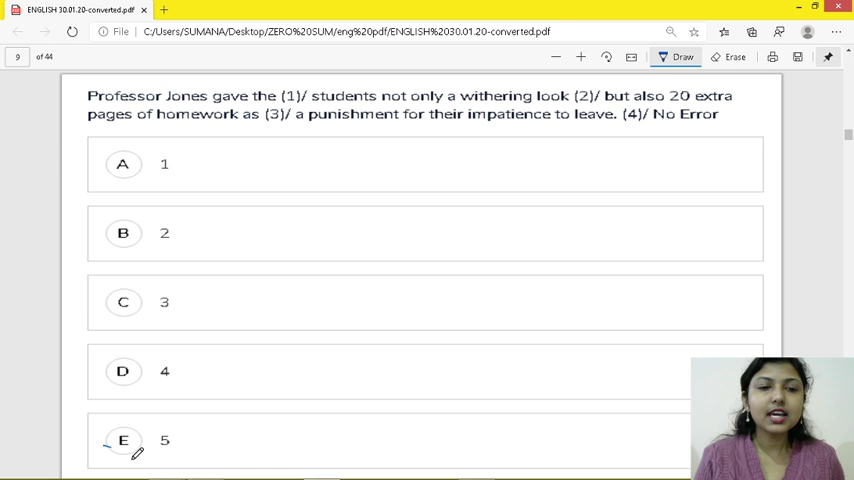 ENGLISH 30.01.20-converted.pdf
File C:/Users/SUMANA/Desktop/ZERO%20SUM/eng%20pdf/ENGLISH%2030.01.20-converted.pdf
9 of 44 Draw Erase
Professor Jones gave the (1)/ students not only a withering look (2)/ but also 20 extra
pages of homework as (3)/ a punishment for their impatience to leave. (4)/ No Error
A 1
B 2
C 3
D 4
E 5